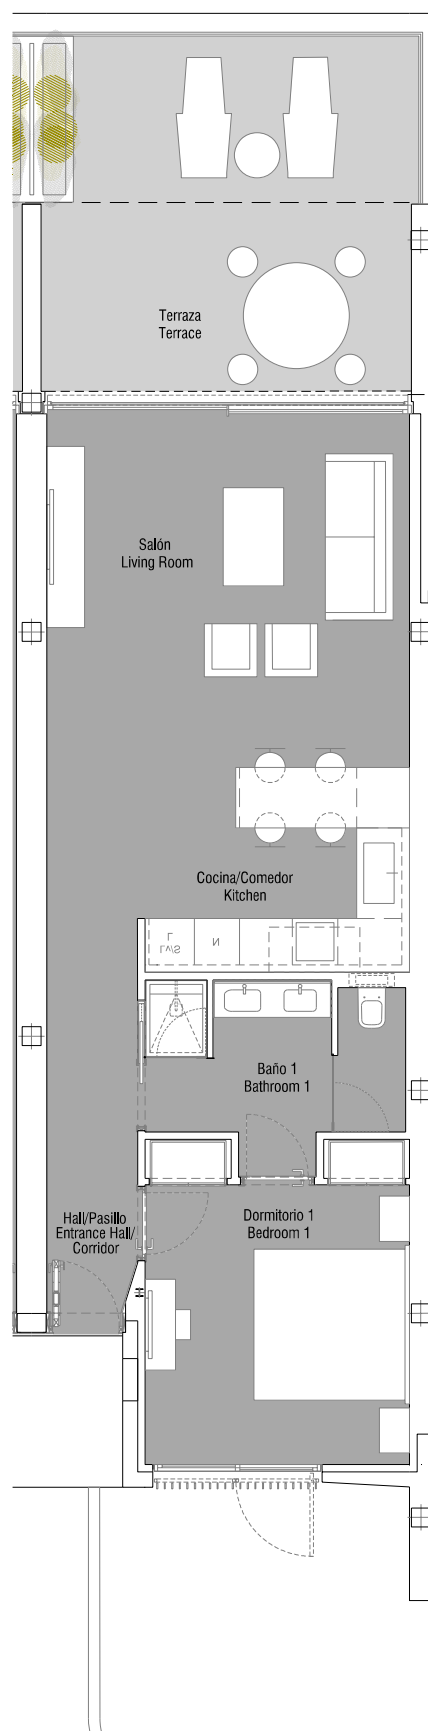 Terraza
Terrace
Salón
Living Room
Cocina/Comedor
Kitchen
L
LV/S
N
Baño 1
Bathroom 1
Hall/Pasillo
Entrance Hall/
Corridor
Dormitorio 1
Bedroom 1